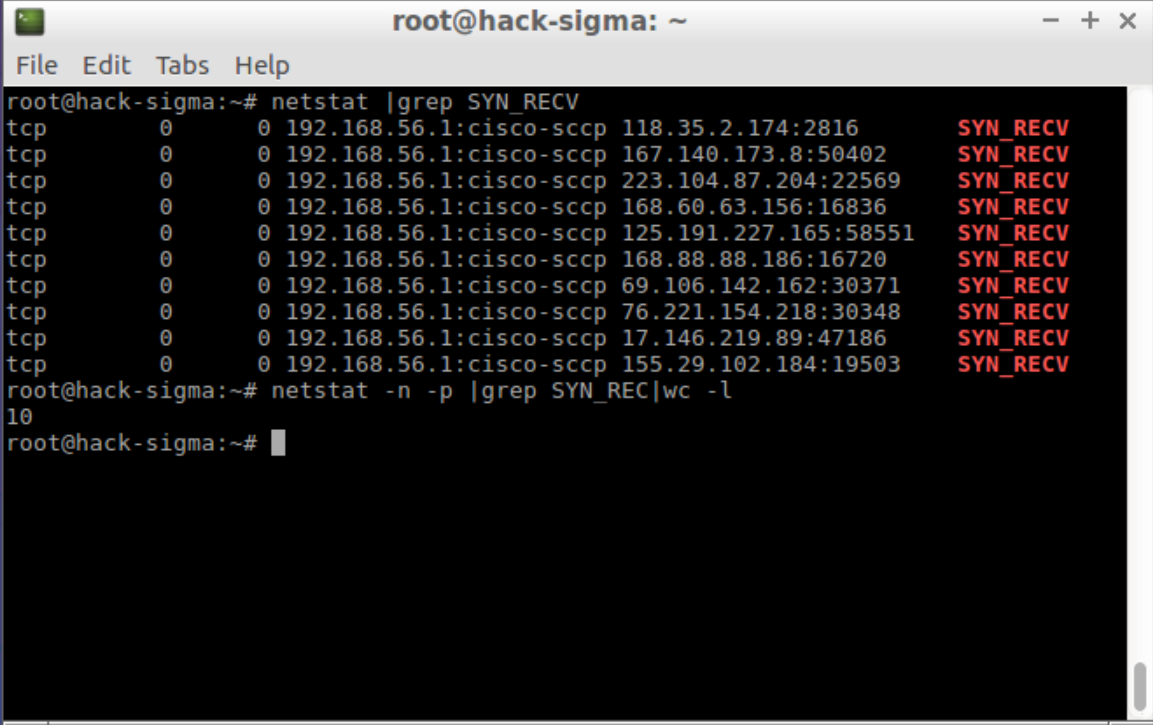 root@hack-sigma: ~
File Edit Tabs Help
root@hack-sigma:~# netstat |grep SYN_RECV
tcp        0      0 192.168.56.1:cisco-sccp 118.35.2.174:2816       SYN_RECV
tcp        0      0 192.168.56.1:cisco-sccp 167.140.173.8:50402     SYN_RECV
tcp        0      0 192.168.56.1:cisco-sccp 223.104.87.204:22569    SYN_RECV
tcp        0      0 192.168.56.1:cisco-sccp 168.60.63.156:16836     SYN_RECV
tcp        0      0 192.168.56.1:cisco-sccp 125.191.227.165:58551   SYN_RECV
tcp        0      0 192.168.56.1:cisco-sccp 168.88.88.186:16720     SYN_RECV
tcp        0      0 192.168.56.1:cisco-sccp 69.106.142.162:30371    SYN_RECV
tcp        0      0 192.168.56.1:cisco-sccp 76.221.154.218:30348    SYN_RECV
tcp        0      0 192.168.56.1:cisco-sccp 17.146.219.89:47186     SYN_RECV
tcp        0      0 192.168.56.1:cisco-sccp 155.29.102.184:19503    SYN_RECV
root@hack-sigma:~# netstat -n -p |grep SYN_REC|wc -l
10
root@hack-sigma:~#